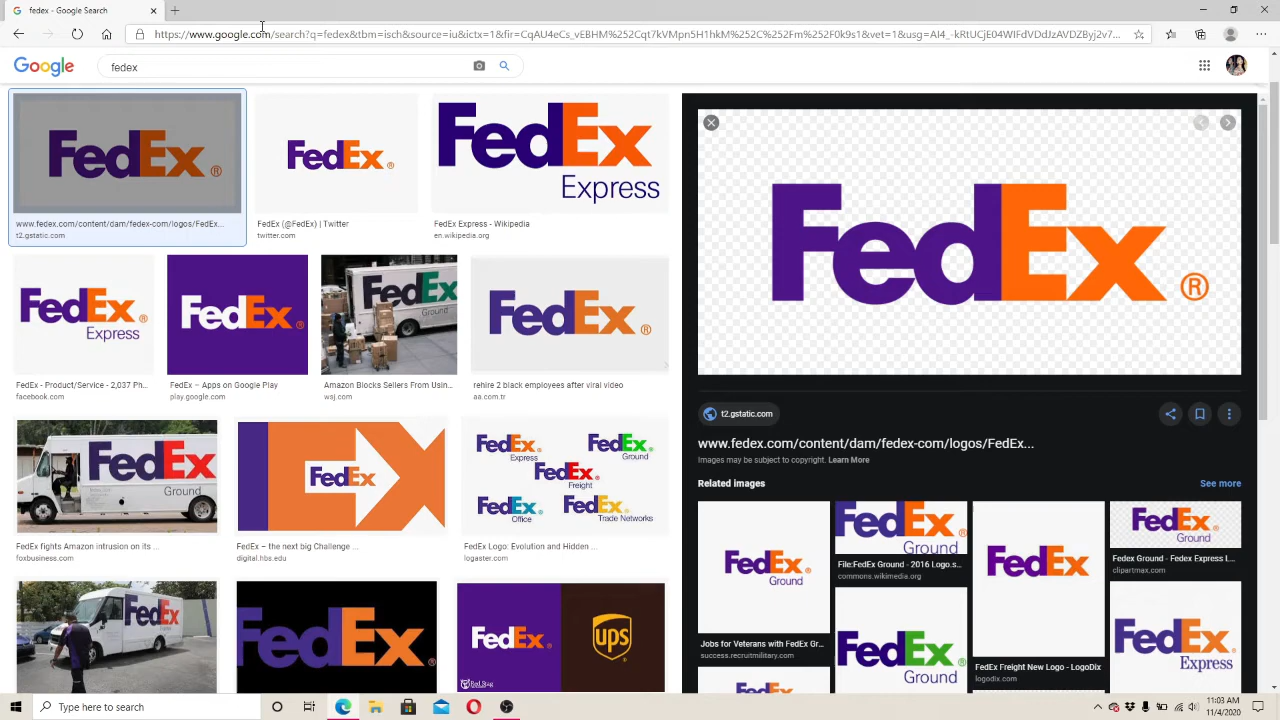 fedex - Google Search
https://www.google.com/search?q=fedex&tbm=isch&source=iu&ictx=1&fir=CqAU4eCs_vEBHM%252Cqt7kVMpn5H1hkM%252C%252Fm%252F0k9s1&vet=1&usg=AI4_-kRtUCjE04WIFdVDdJzAVDZByj2v7...
Google
fedex
FedEx®
www.fedex.com/content/dam/fedex-com/logos/FedEx...
t2.gstatic.com
FedEx®
FedEx (@FedEx) | Twitter
twitter.com
FedEx
Express
FedEx Express - Wikipedia
en.wikipedia.org
FedEx®
Express
FedEx - Product/Service - 2,037 Ph...
facebook.com
FedEx®
FedEx – Apps on Google Play
play.google.com
FedEx
Ground
Amazon Blocks Sellers From Usin...
wsj.com
FedEx®
rehire 2 black employees after viral video
aa.com.tr
FedEx
Ground
FedEx fights Amazon intrusion on its ...
foxbusiness.com
FedEx
FedEx – the next big Challenge ...
digital.hbs.edu
FedEx®
Express
FedEx®
Ground
FedEx®
Freight
FedEx®
Office
FedEx®
Trade Networks
FedEx Logo: Evolution and Hidden ...
logaster.com
FedEx
FedEx®
FedEx®
ups
FedEx®
t2.gstatic.com
www.fedex.com/content/dam/fedex-com/logos/FedEx...
Images may be subject to copyright. Learn More
Related images
See more
FedEx®
Ground
Jobs for Veterans with FedEx Gr...
success.recruitmilitary.com
FedEx®
Ground
File:FedEx Ground - 2016 Logo.s...
commons.wikimedia.org
FedEx
FedEx Freight New Logo - LogoDix
logodix.com
FedEx®
Ground
Fedex Ground - Fedex Express L...
clipartmax.com
FedEx®
Ground
FedEx®
Express
FedEx
Type here to search
11:03 AM
11/4/2020